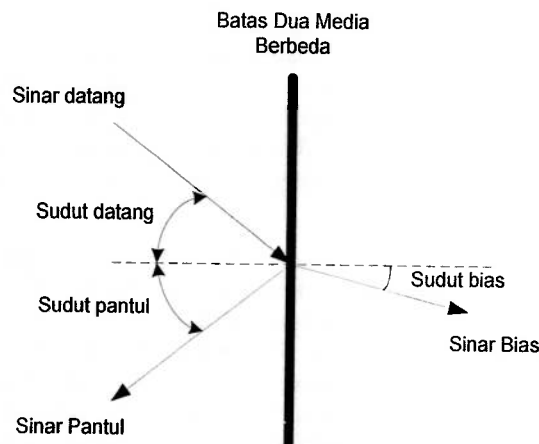 Batas Dua Media
Berbeda
Sinar datang
Sudut datang
Sudut bias
Sudut pantul
Sinar Bias
Sinar Pantul